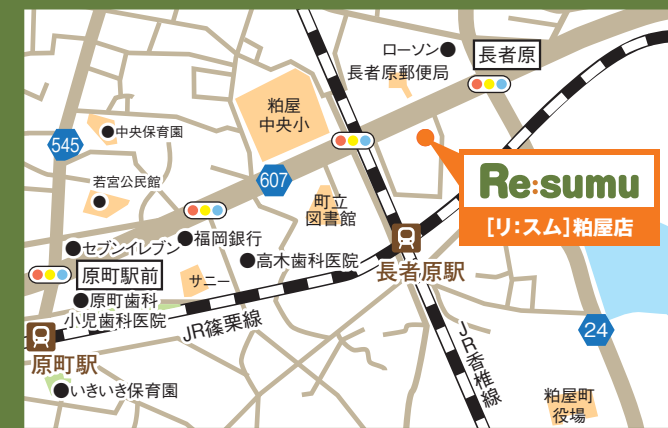 ローソン
長者原
長者原郵便局
粕屋
中央小
中央保育園
545
Re:sumu
[リ:スム]粕屋店
若宮公民館
607
町立
図書館
福岡銀行
セブンイレブン
高木歯科医院
原町駅前
サニー
長者原駅
原町歯科
小児歯科医院
JR篠栗線
JR香椎線
24
原町駅
いきいき保育園
粕屋町
役場